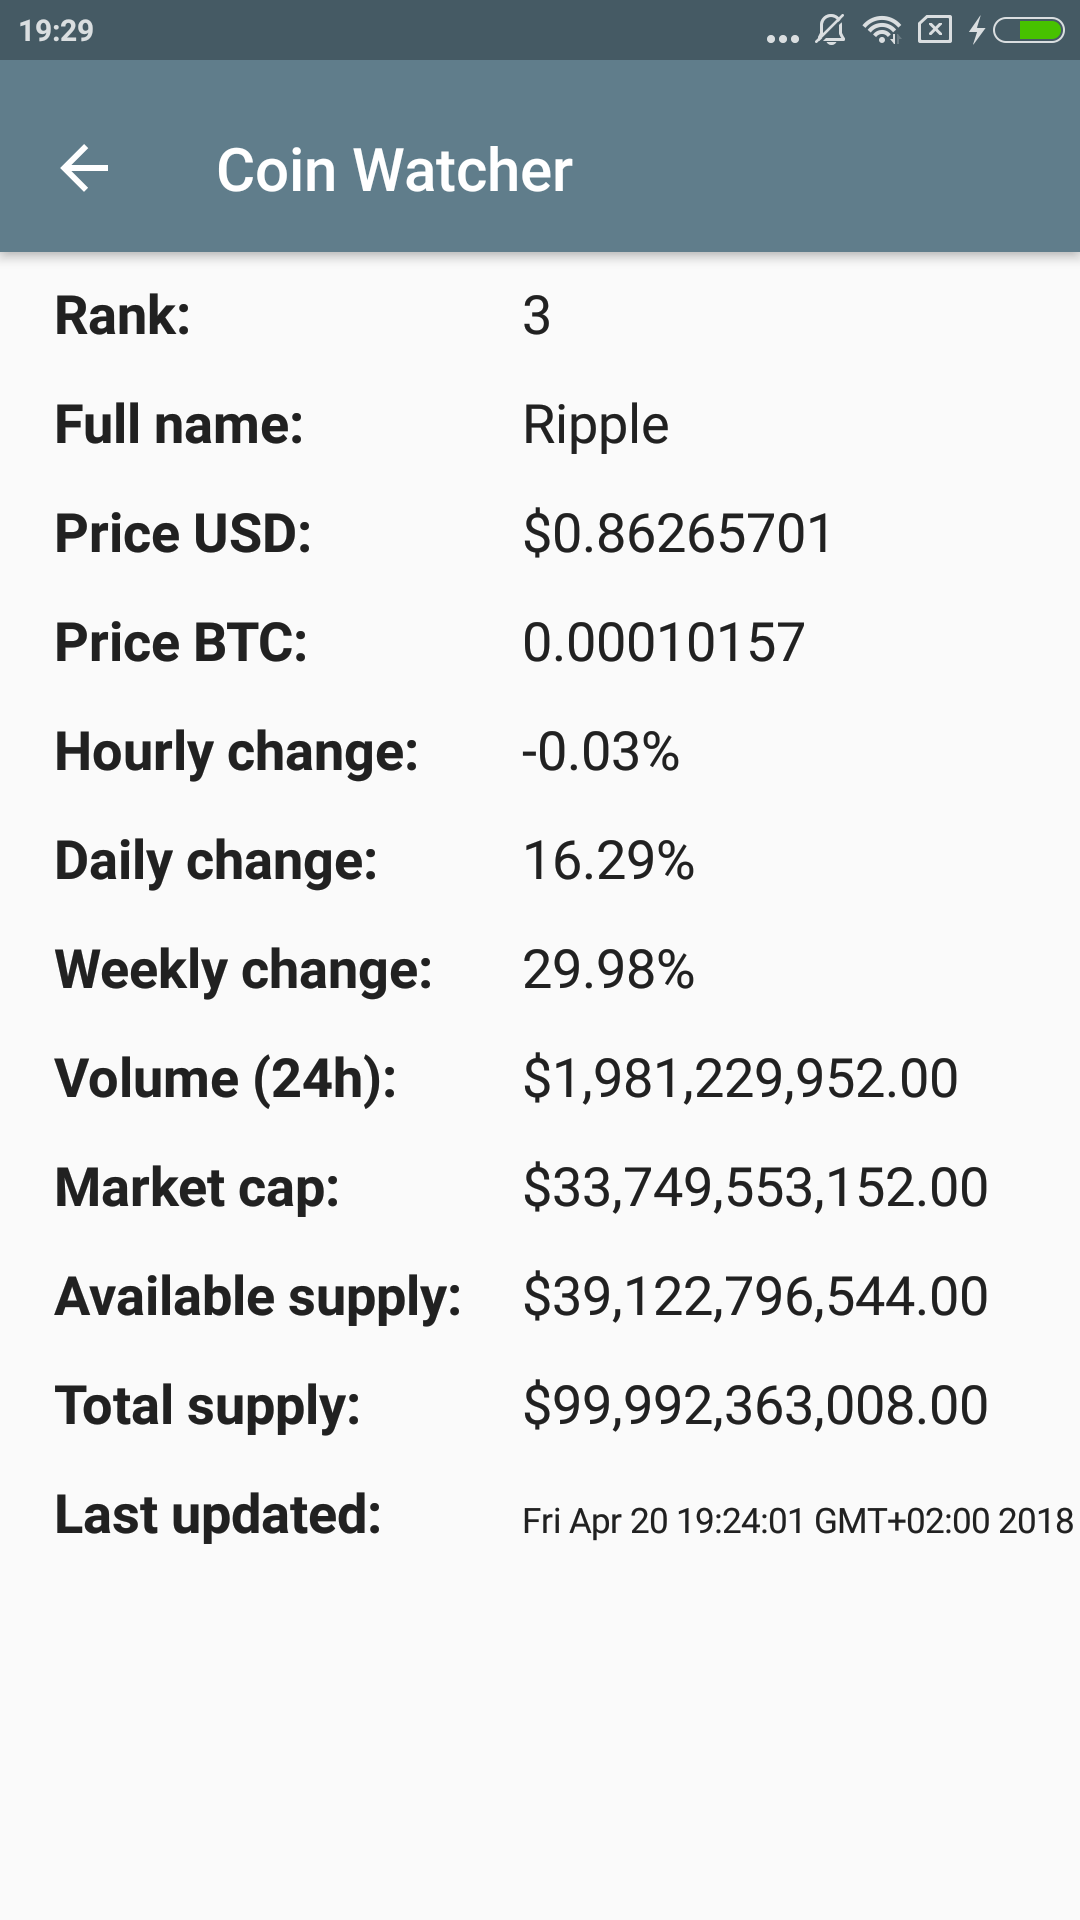 19:29
Coin Watcher
Rank: 3
Full name: Ripple
Price USD: $0.86265701
Price BTC: 0.00010157
Hourly change: -0.03%
Daily change: 16.29%
Weekly change: 29.98%
Volume (24h): $1,981,229,952.00
Market cap: $33,749,553,152.00
Available supply: $39,122,796,544.00
Total supply: $99,992,363,008.00
Last updated: Fri Apr 20 19:24:01 GMT+02:00 2018